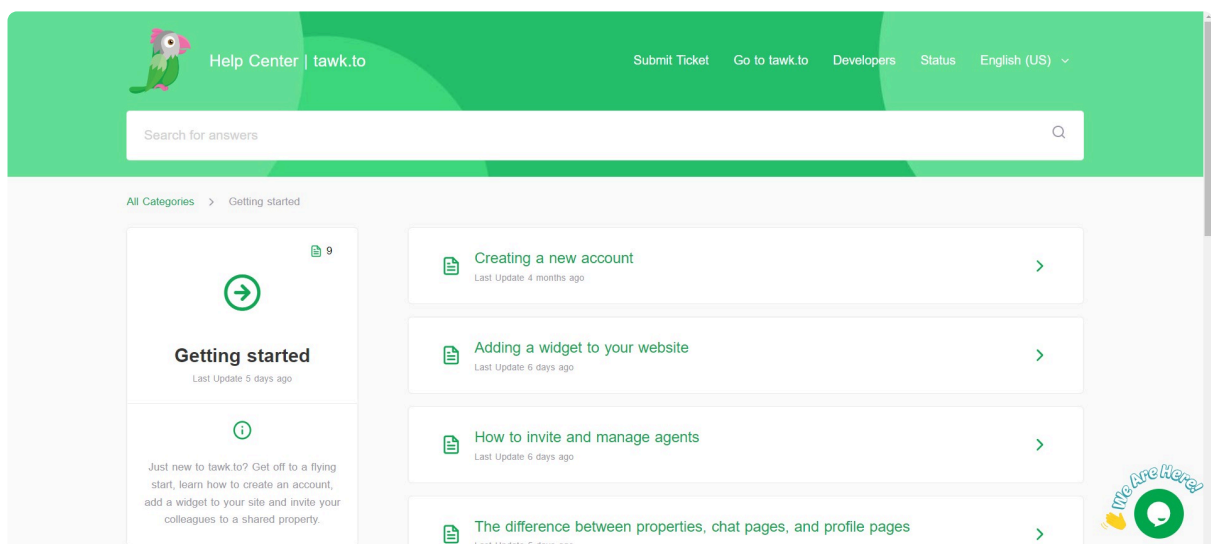 Help Center | tawk.to
Submit Ticket
Go to tawk.to
Developers
Status
English (US)
Search for answers
All Categories
Getting started
9
Getting started
Last Update 5 days ago
Just new to tawk.to? Get off to a flying
start, learn how to create an account,
add a widget to your site and invite your
colleagues to a shared property.
Creating a new account
Last Update 4 months ago
Adding a widget to your website
Last Update 6 days ago
How to invite and manage agents
Last Update 6 days ago
The difference between properties, chat pages, and profile pages
We Are Here!